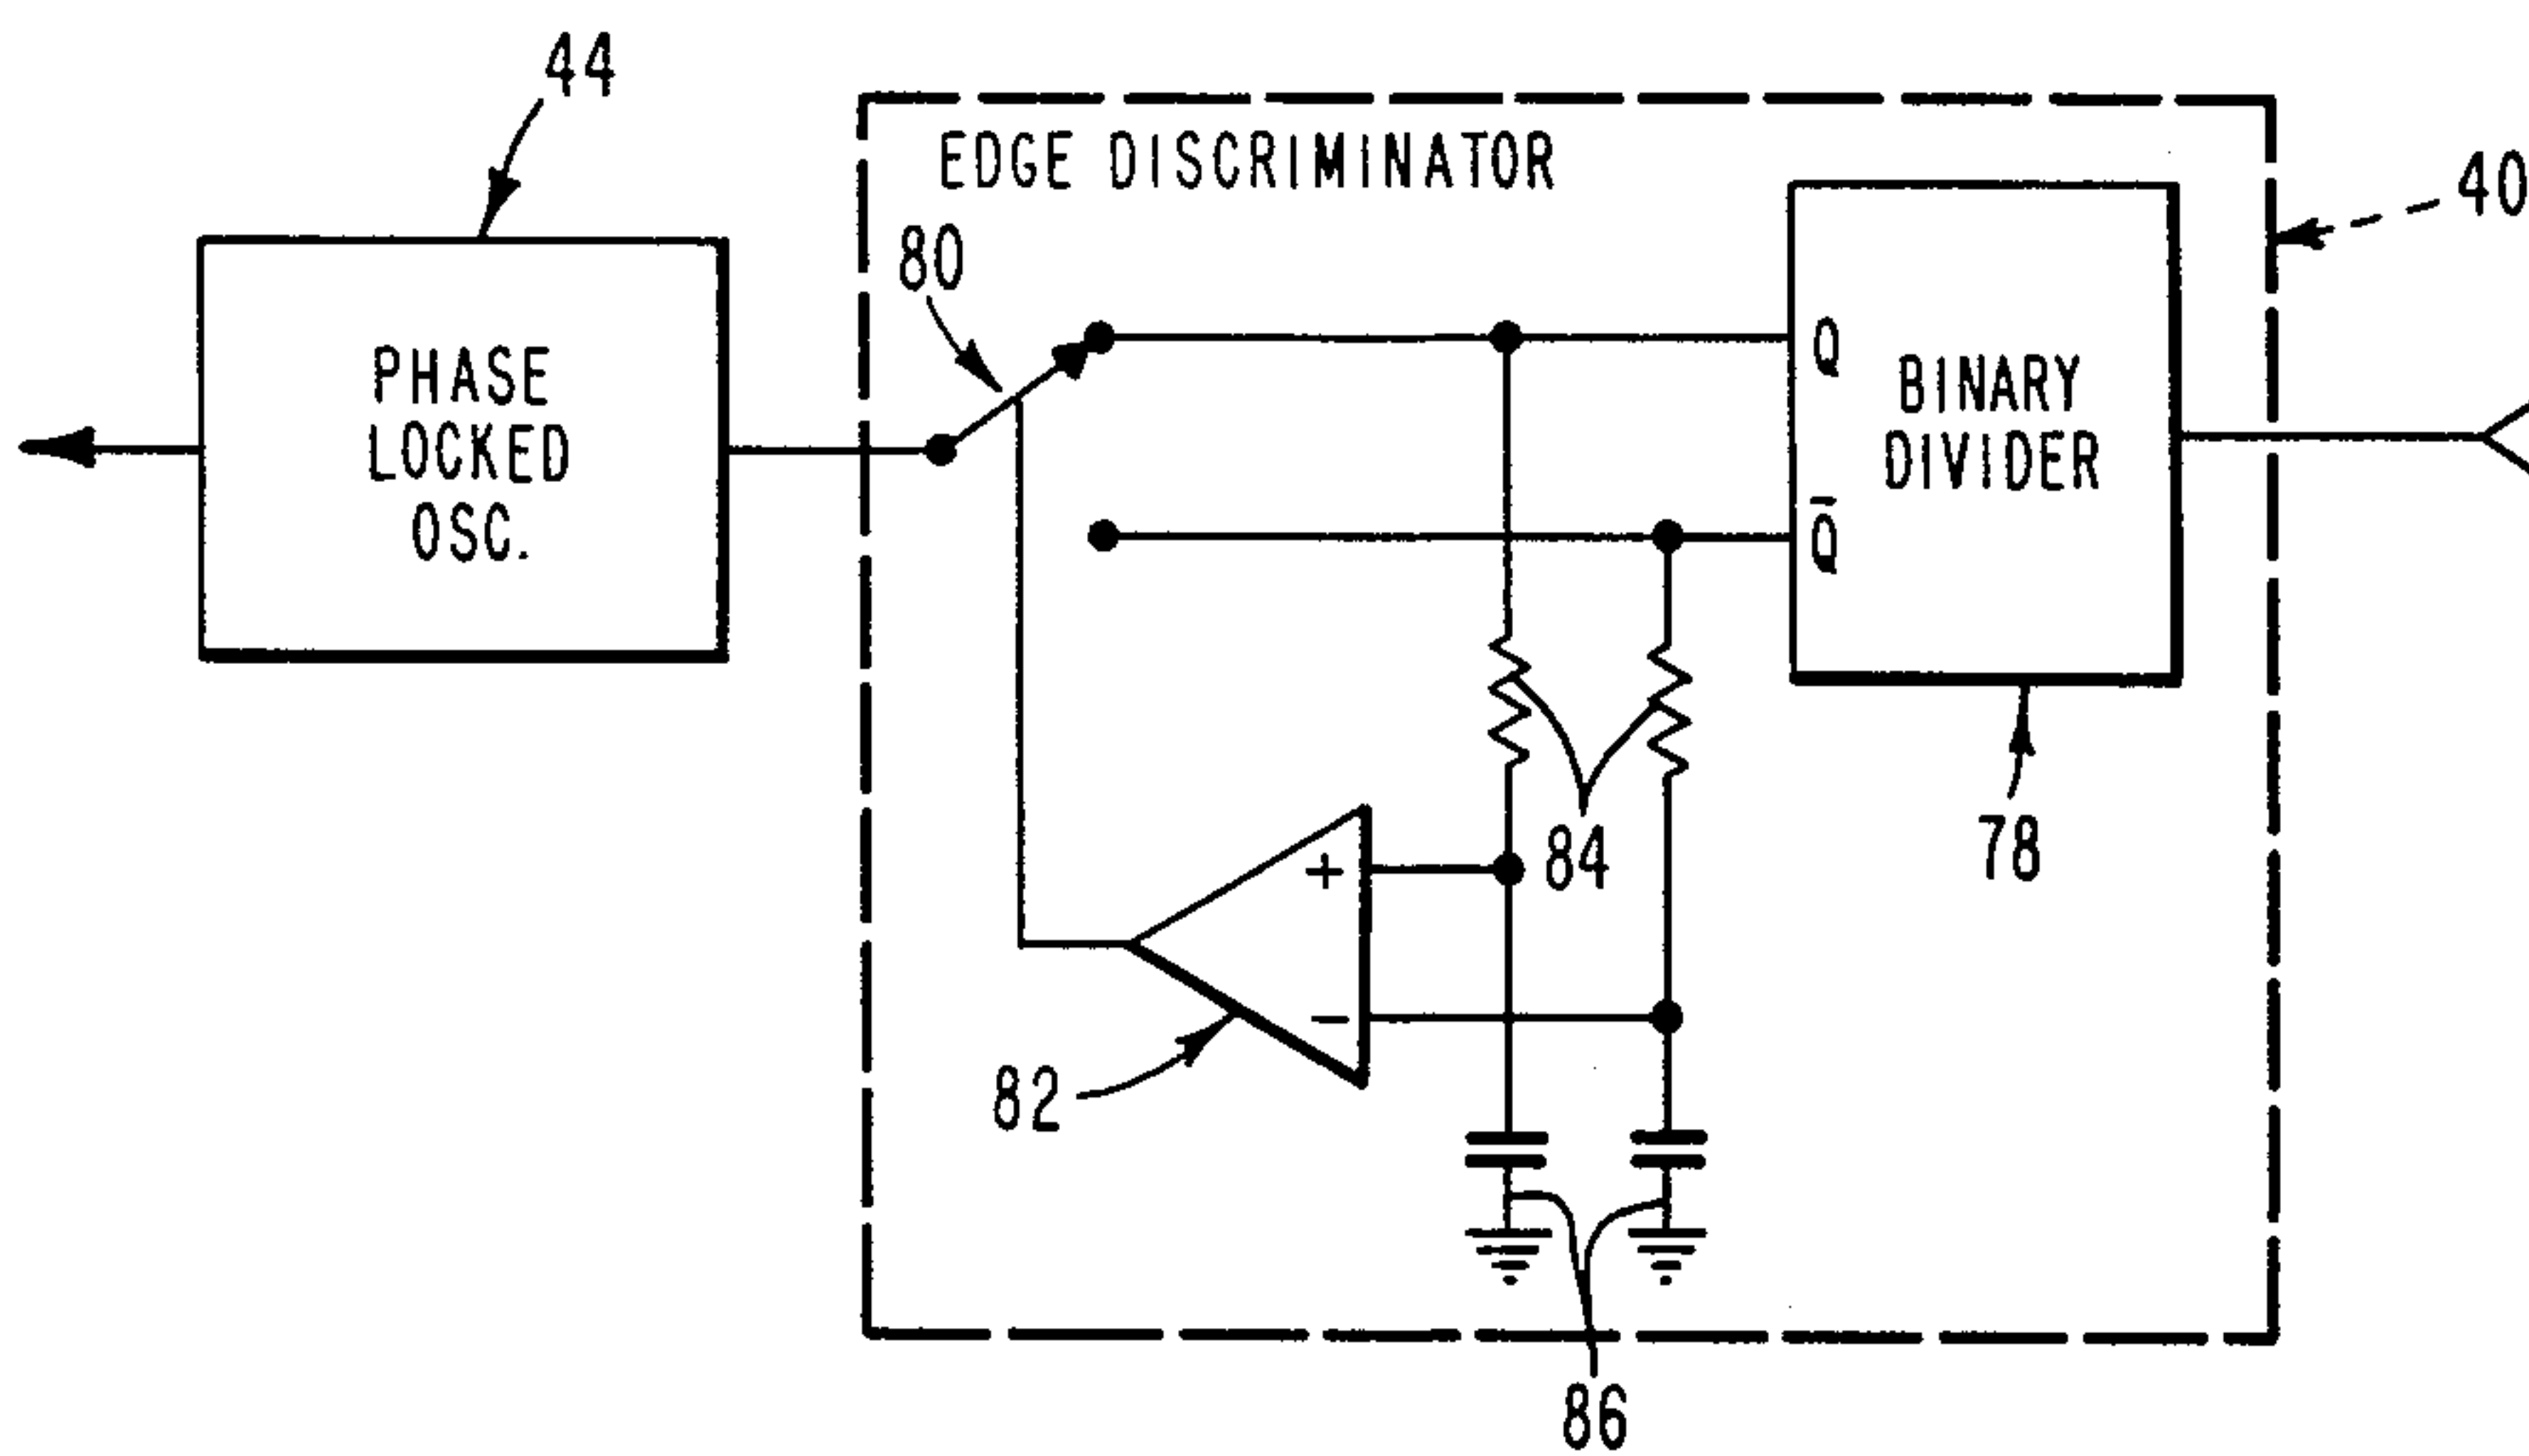 44
EDGE DISCRIMINATOR
40
80
PHASE
LOCKED
OSC.
Q
BINARY
DIVIDER
Q̅
84
78
+
−
82
86